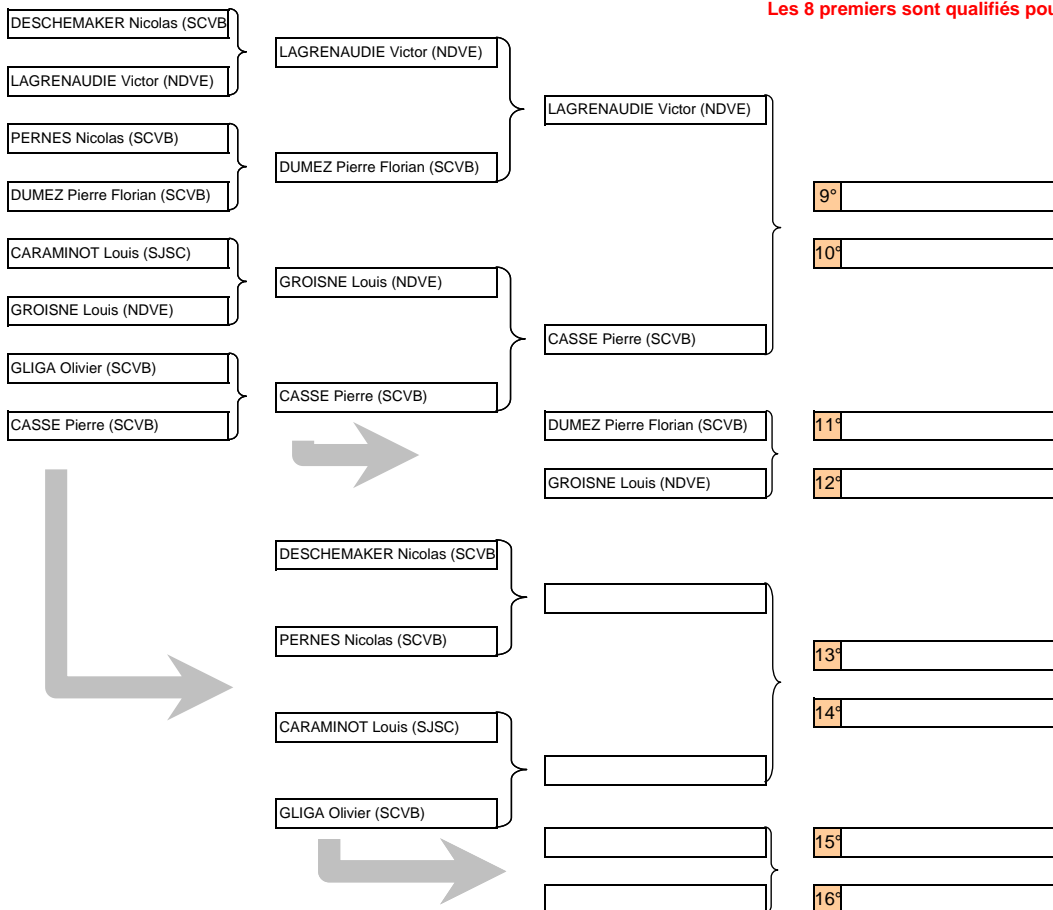 Les 8 premiers sont qualifiés pou
DESCHEMAKER Nicolas (SCVB
LAGRENAUDIE Victor (NDVE)
PERNES Nicolas (SCVB)
DUMEZ Pierre Florian (SCVB)
CARAMINOT Louis (SJSC)
GROISNE Louis (NDVE)
GLIGA Olivier (SCVB)
CASSE Pierre (SCVB)
LAGRENAUDIE Victor (NDVE)
DUMEZ Pierre Florian (SCVB)
GROISNE Louis (NDVE)
CASSE Pierre (SCVB)
LAGRENAUDIE Victor (NDVE)
CASSE Pierre (SCVB)
DUMEZ Pierre Florian (SCVB)
GROISNE Louis (NDVE)
DESCHEMAKER Nicolas (SCVB
PERNES Nicolas (SCVB)
CARAMINOT Louis (SJSC)
GLIGA Olivier (SCVB)
9°
10°
11°
12°
13°
14°
15°
16°